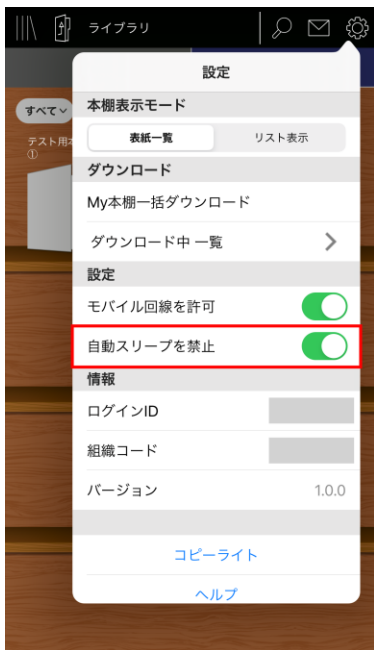 ライブラリ
設定
すべて
本棚表示モード
テスト用本
①
表紙一覧 リスト表示
ダウンロード
My本棚一括ダウンロード
ダウンロード中 一覧
設定
モバイル回線を許可
自動スリープを禁止
情報
ログインID
組織コード
バージョン 1.0.0
コピーライト
ヘルプ